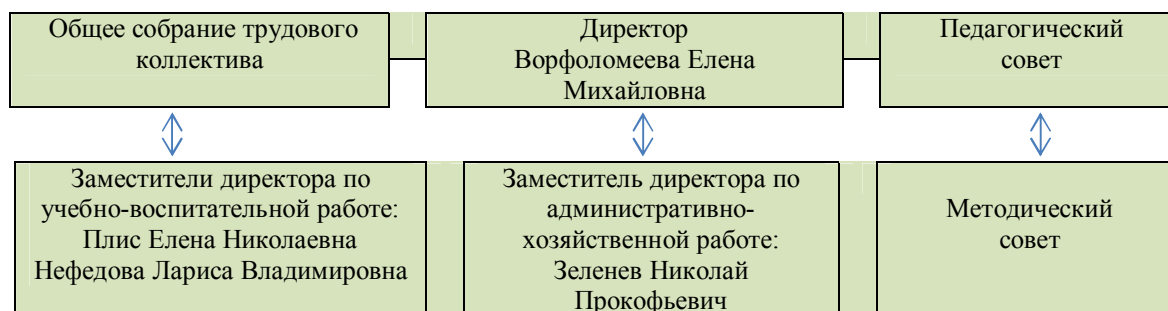 Общее собрание трудового
коллектива
Директор
Ворфоломеева Елена
Михайловна
Педагогический
совет
Заместители директора по
учебно-воспитательной работе:
Плис Елена Николаевна
Нефедова Лариса Владимировна
Заместитель директора по
административно-
хозяйственной работе:
Зеленев Николай
Прокофьевич
Методический
совет